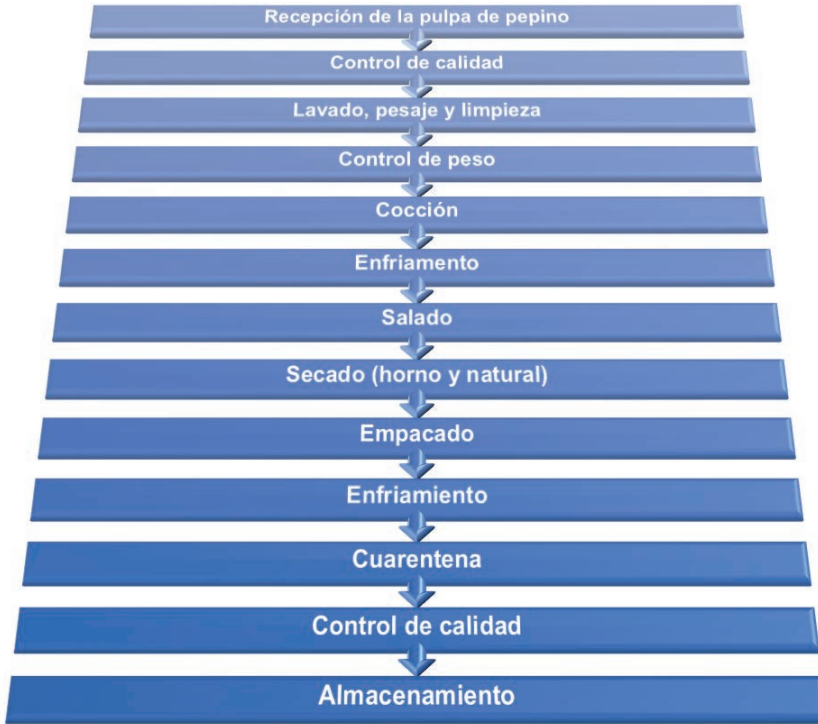 Recepción de la pulpa de pepino
Control de calidad
Lavado, pesaje y limpieza
Control de peso
Cocción
Enfriamento
Salado
Secado (horno y natural)
Empacado
Enfriamiento
Cuarentena
Control de calidad
Almacenamiento